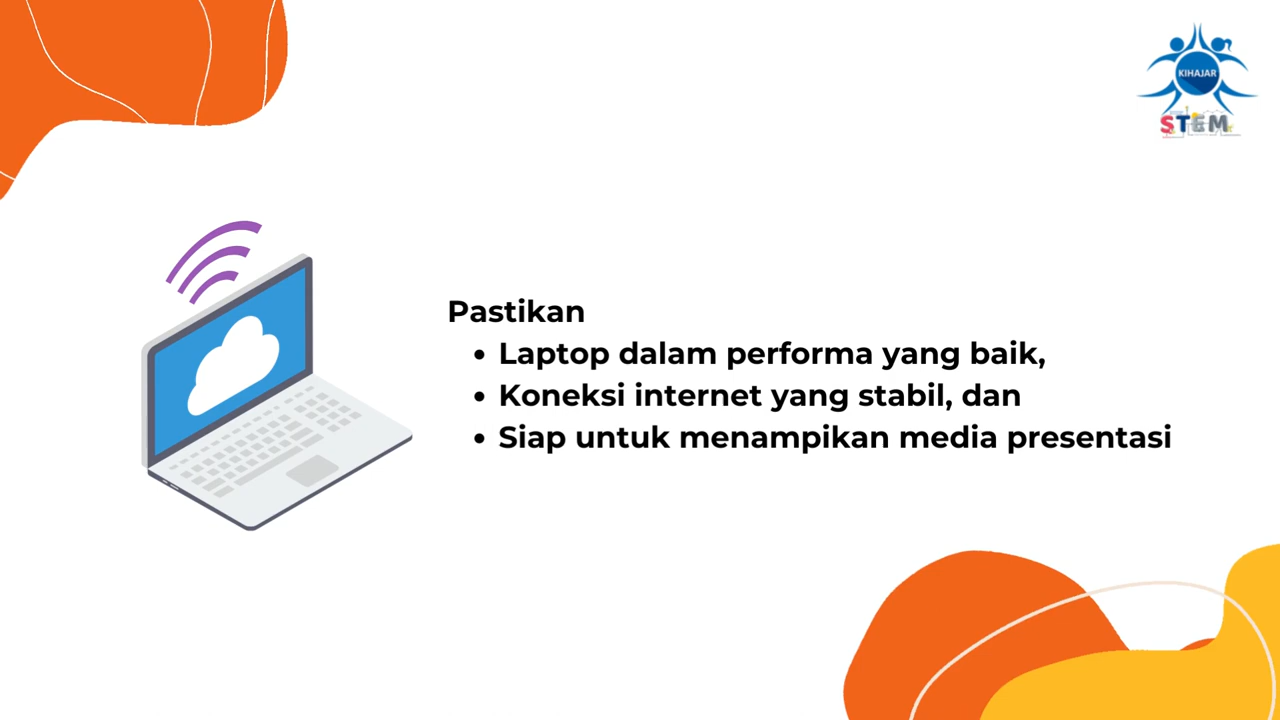 KIHAJAR
STEM
Pastikan
• Laptop dalam performa yang baik,
• Koneksi internet yang stabil, dan
• Siap untuk menampikan media presentasi